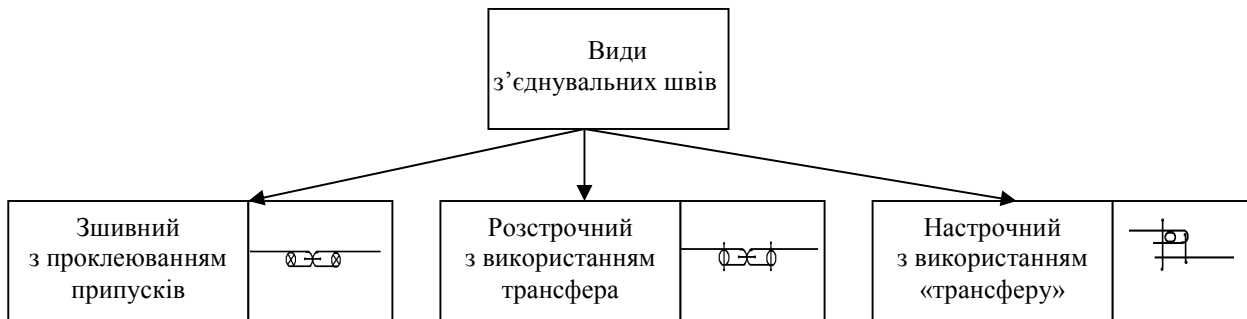 Види
з’єднувальних швів
Зшивний
з проклеюванням
припусків
Розстрочний
з використанням
трансфера
Настрочний
з використанням
«трансферу»